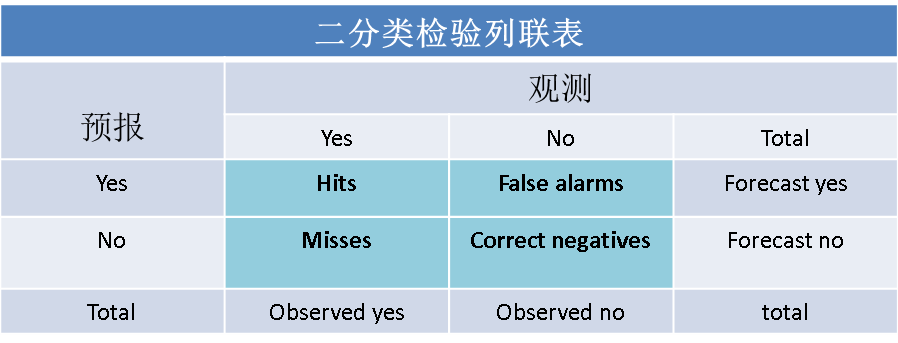 二分类检验列联表
预报
观测
Yes No Total
Yes Hits False alarms Forecast yes
No Misses Correct negatives Forecast no
Total Observed yes Observed no total